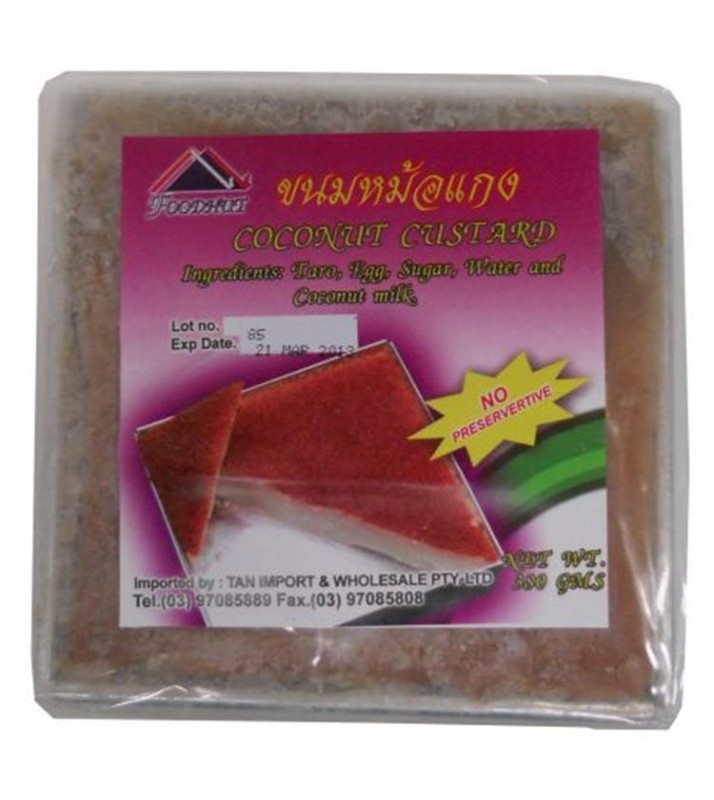 FOODHUT
ขนมหม้อแกง
COCONUT CUSTARD
Ingredients: Taro, Egg, Sugar, Water and
Coconut milk.
Lot no. 85
Exp Date. 21 MAR 2013
NO
PRESERVERTIVE
NET WT.
380 GMS
Imported by : TAN IMPORT & WHOLESALE PTY LTD
Tel.(03) 97085889 Fax.(03) 97085808